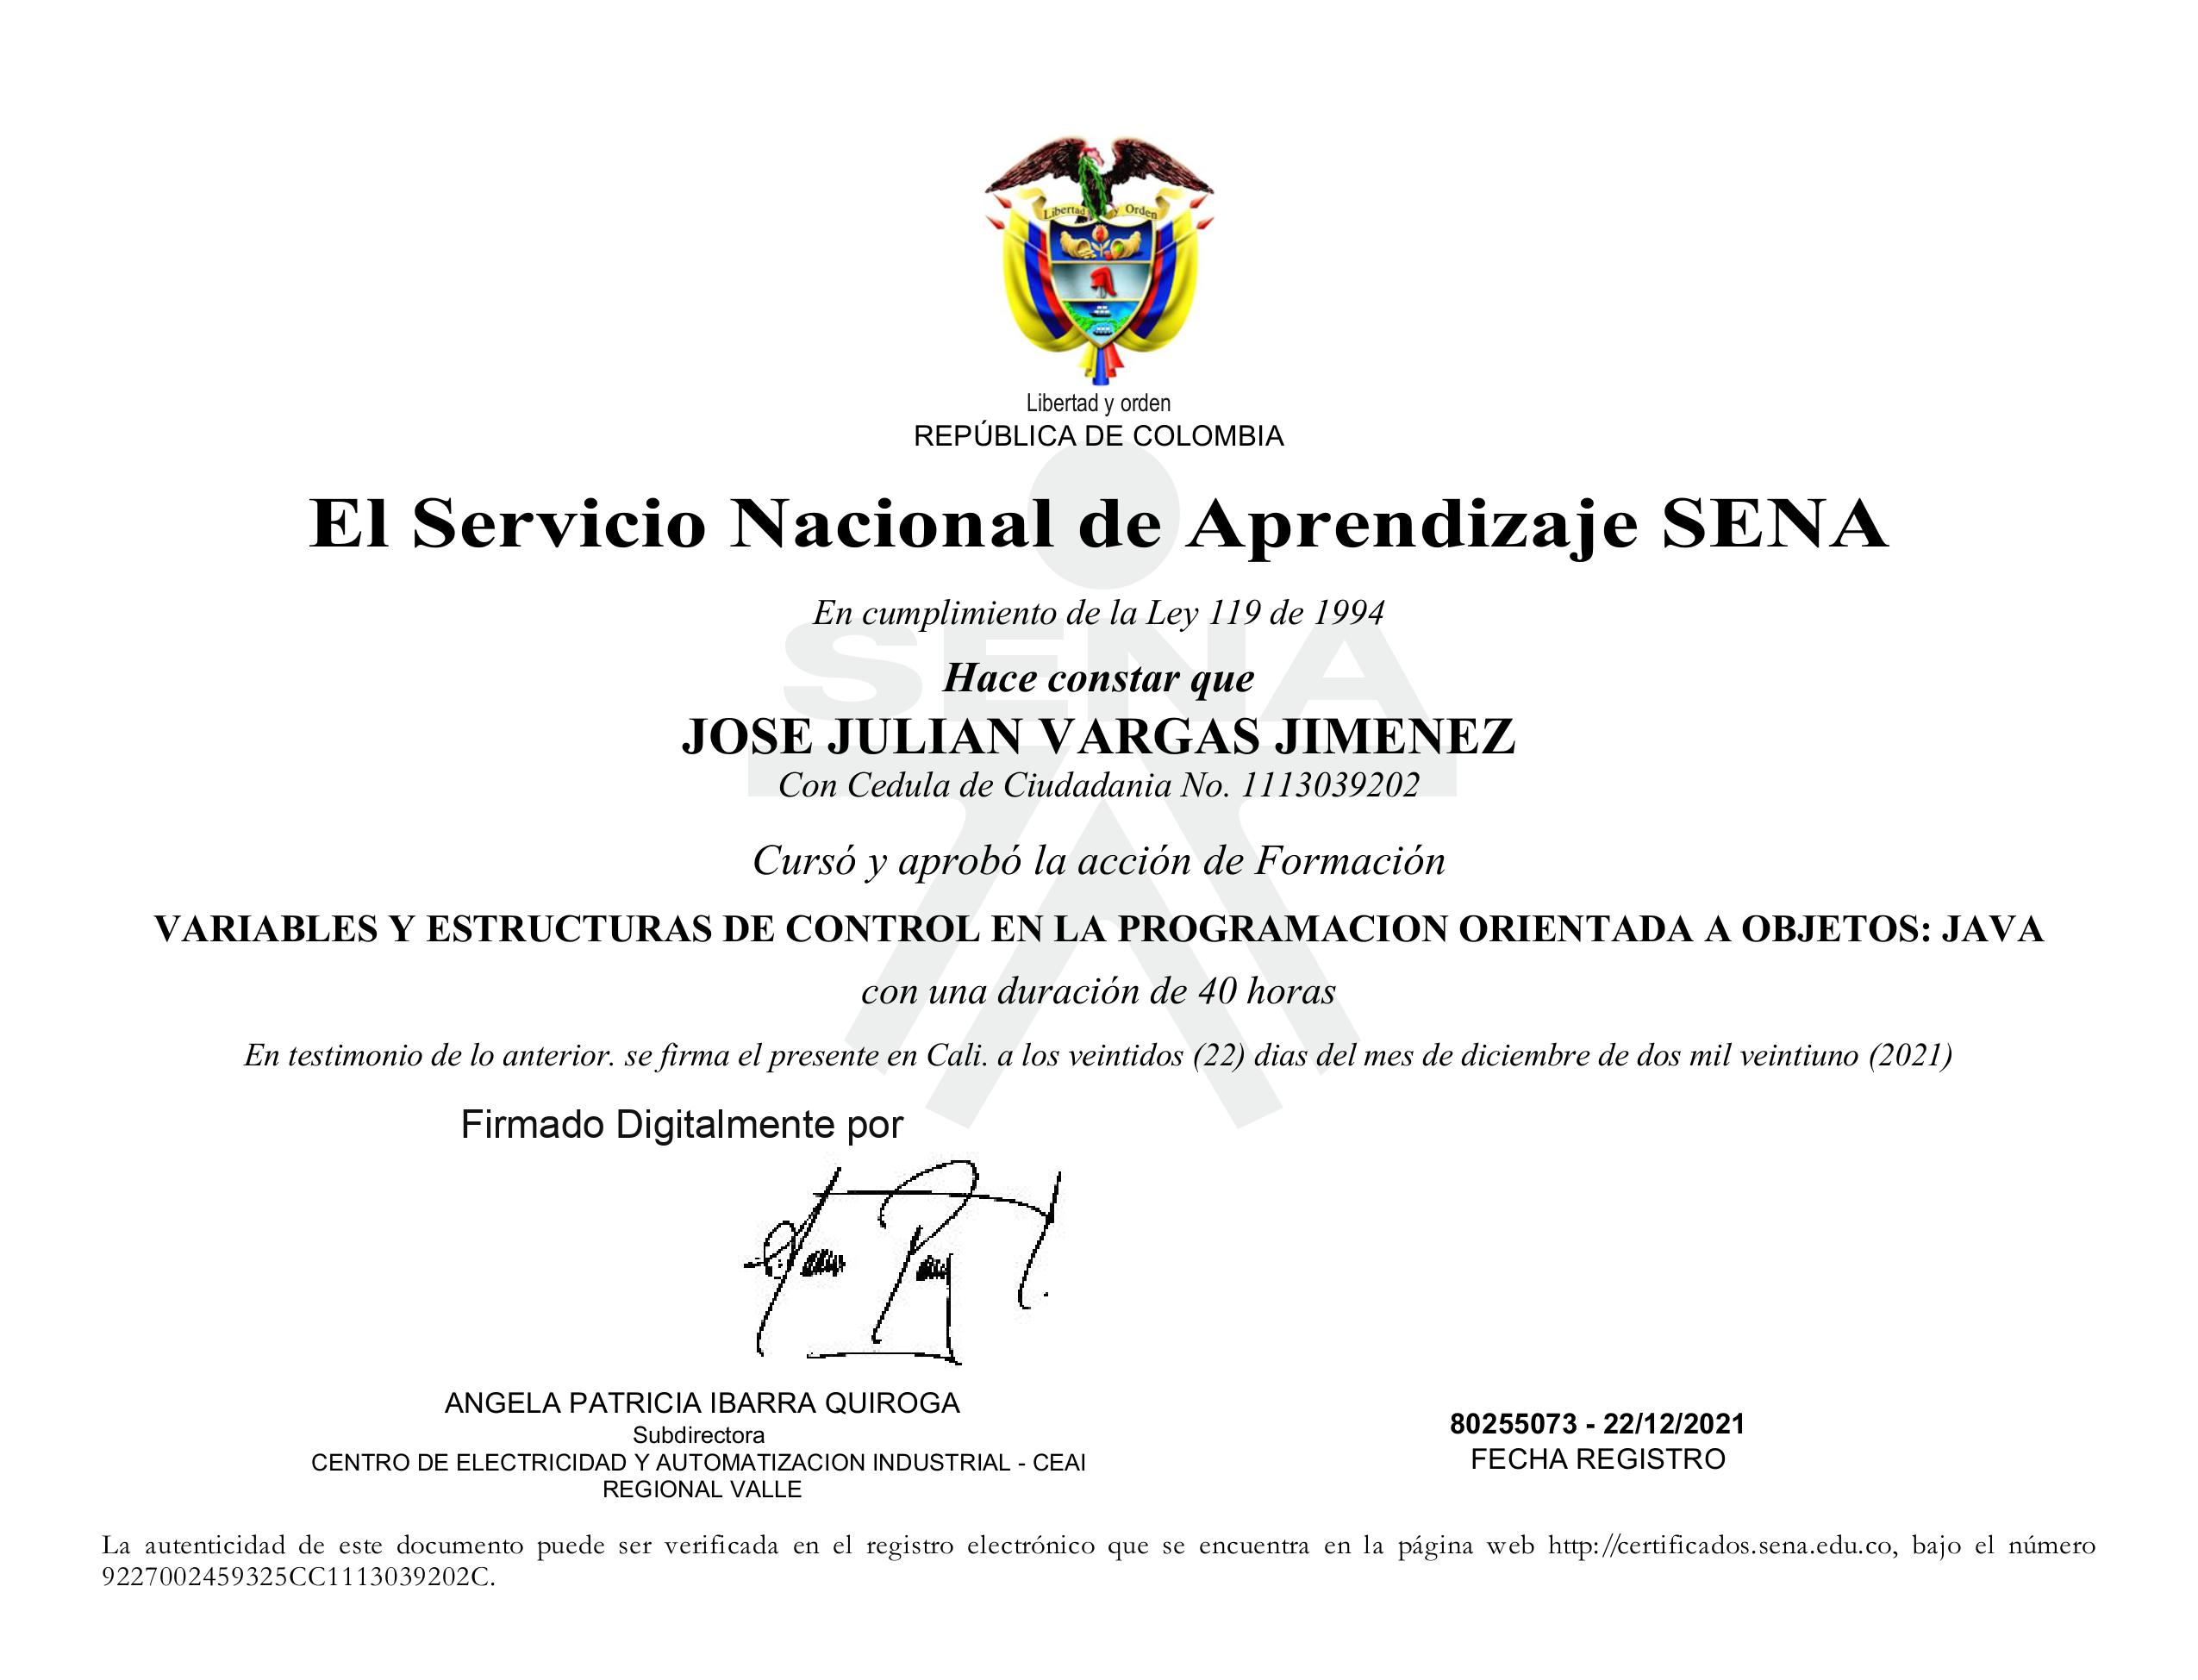 Libertad y Orden
Libertad y orden
REPÚBLICA DE COLOMBIA
El Servicio Nacional de Aprendizaje SENA
En cumplimiento de la Ley 119 de 1994
SENA
Hace constar que
JOSE JULIAN VARGAS JIMENEZ
Con Cedula de Ciudadania No. 1113039202
Cursó y aprobó la acción de Formación
VARIABLES Y ESTRUCTURAS DE CONTROL EN LA PROGRAMACION ORIENTADA A OBJETOS: JAVA
con una duración de 40 horas
En testimonio de lo anterior. se firma el presente en Cali. a los veintidos (22) dias del mes de diciembre de dos mil veintiuno (2021)
Firmado Digitalmente por
ANGELA PATRICIA IBARRA QUIROGA
Subdirectora
CENTRO DE ELECTRICIDAD Y AUTOMATIZACION INDUSTRIAL - CEAI
REGIONAL VALLE
80255073 - 22/12/2021
FECHA REGISTRO
La autenticidad de este documento puede ser verificada en el registro electrónico que se encuentra en la página web http://certificados.sena.edu.co, bajo el número
9227002459325CC1113039202C.